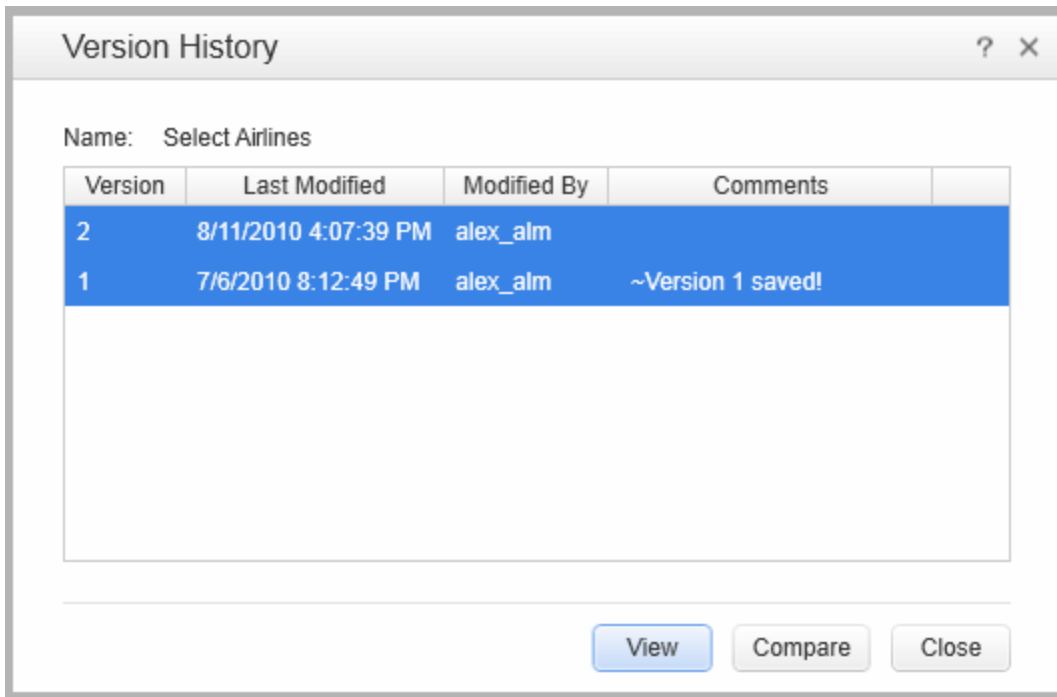 Version History ? ×
Name: Select Airlines
Version Last Modified Modified By Comments
2 8/11/2010 4:07:39 PM alex_alm
1 7/6/2010 8:12:49 PM alex_alm ~Version 1 saved!
View Compare Close